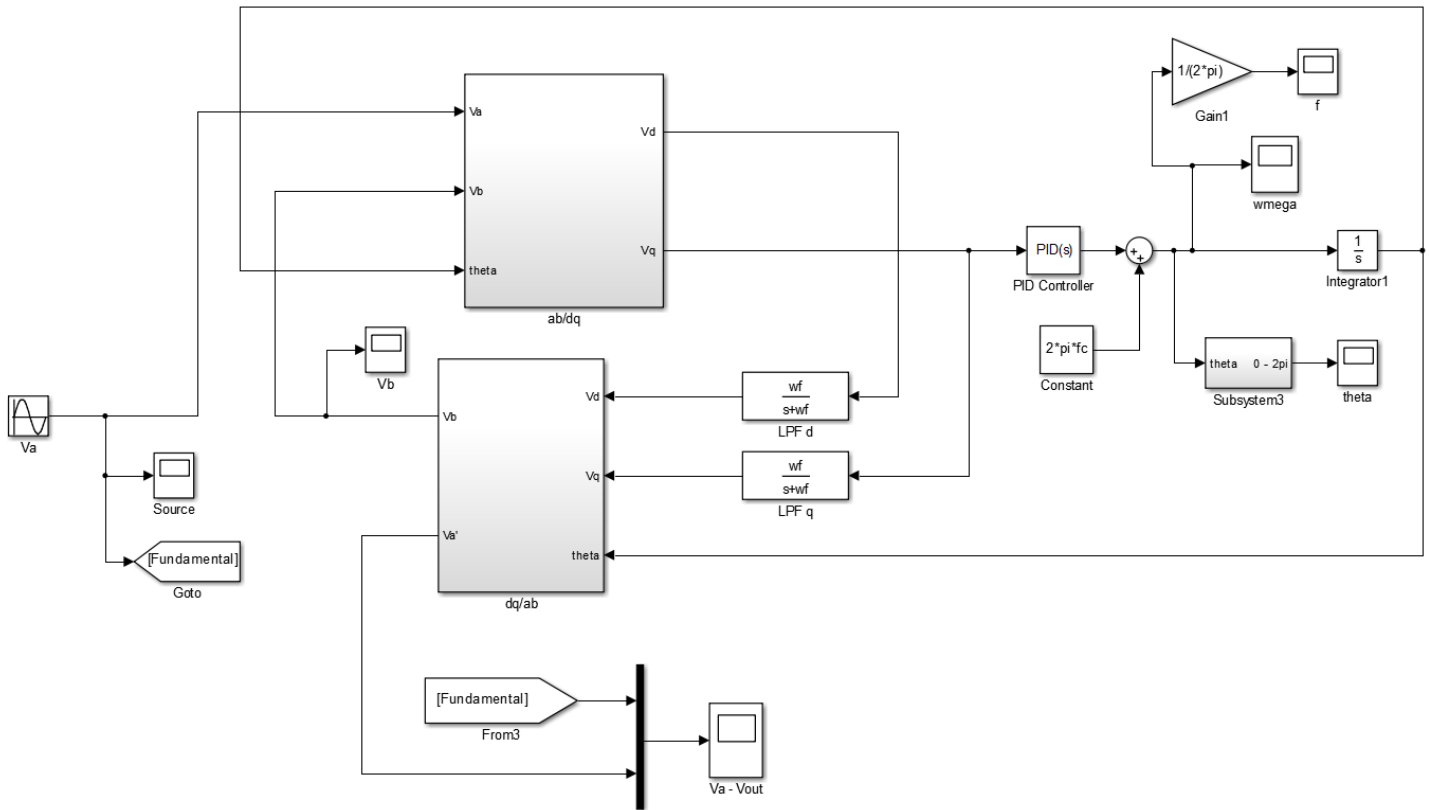 1/(2*pi)
f
Gain1
Va
Vd
Vb
wmega
Vq
PID(s)
+
+
1
s
theta
PID Controller
Integrator1
ab/dq
2*pi*fc
theta 0 - 2pi
Vb
Constant
Subsystem3
theta
Vd
wf
s+wf
Vb
LPF d
Va
Vq
wf
s+wf
Source
LPF q
Va'
[Fundamental]
theta
Goto
dq/ab
[Fundamental]
From3
Va - Vout